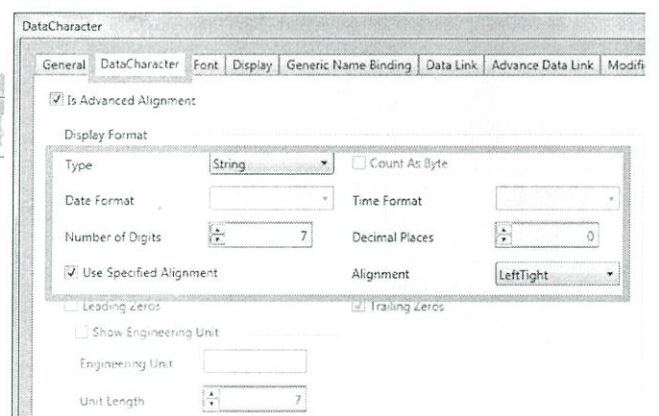 DataCharacter
General DataCharacter Font Display Generic Name Binding Data Link Advance Data Link Modifi
Is Advanced Alignment
Display Format
Type String Count As Byte
Date Format Time Format
Number of Digits 7 Decimal Places 0
Use Specified Alignment Alignment LeftTight
Leading Zeros Trailing Zeros
Show Engineering Unit
Engineering Unit
Unit Length 7